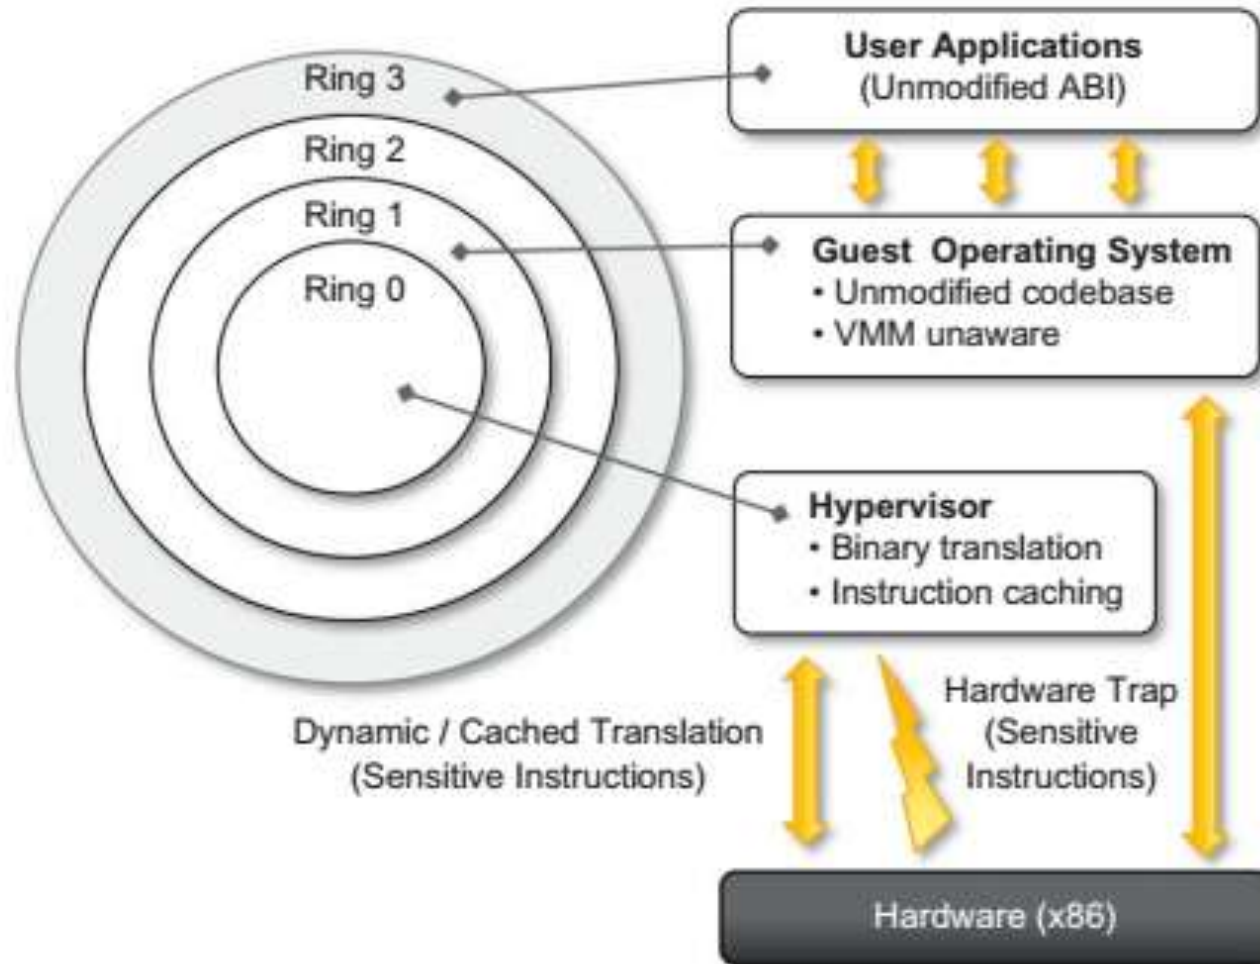 Ring 3
Ring 2
Ring 1
Ring 0
User Applications
(Unmodified ABI)
Guest Operating System
• Unmodified codebase
• VMM unaware
Hypervisor
• Binary translation
• Instruction caching
Dynamic / Cached Translation
(Sensitive Instructions)
Hardware Trap
(Sensitive
Instructions)
Hardware (x86)